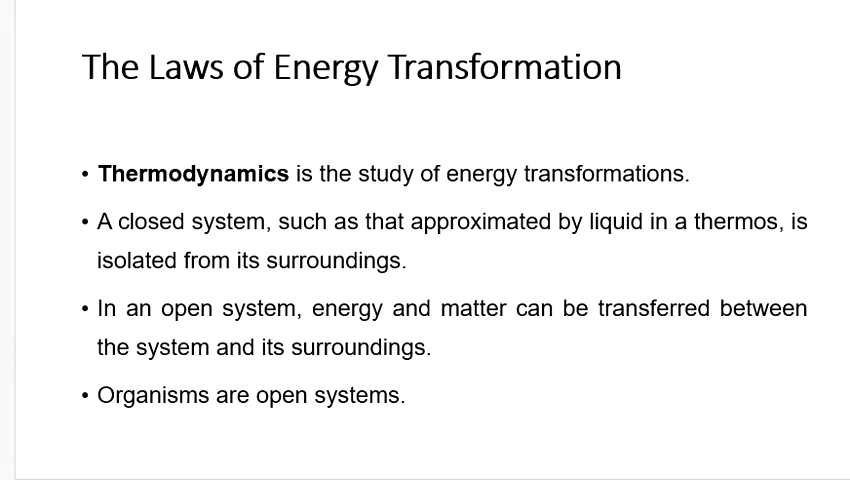 The Laws of Energy Transformation
• Thermodynamics is the study of energy transformations.
• A closed system, such as that approximated by liquid in a thermos, is
isolated from its surroundings.
• In an open system, energy and matter can be transferred between
the system and its surroundings.
• Organisms are open systems.